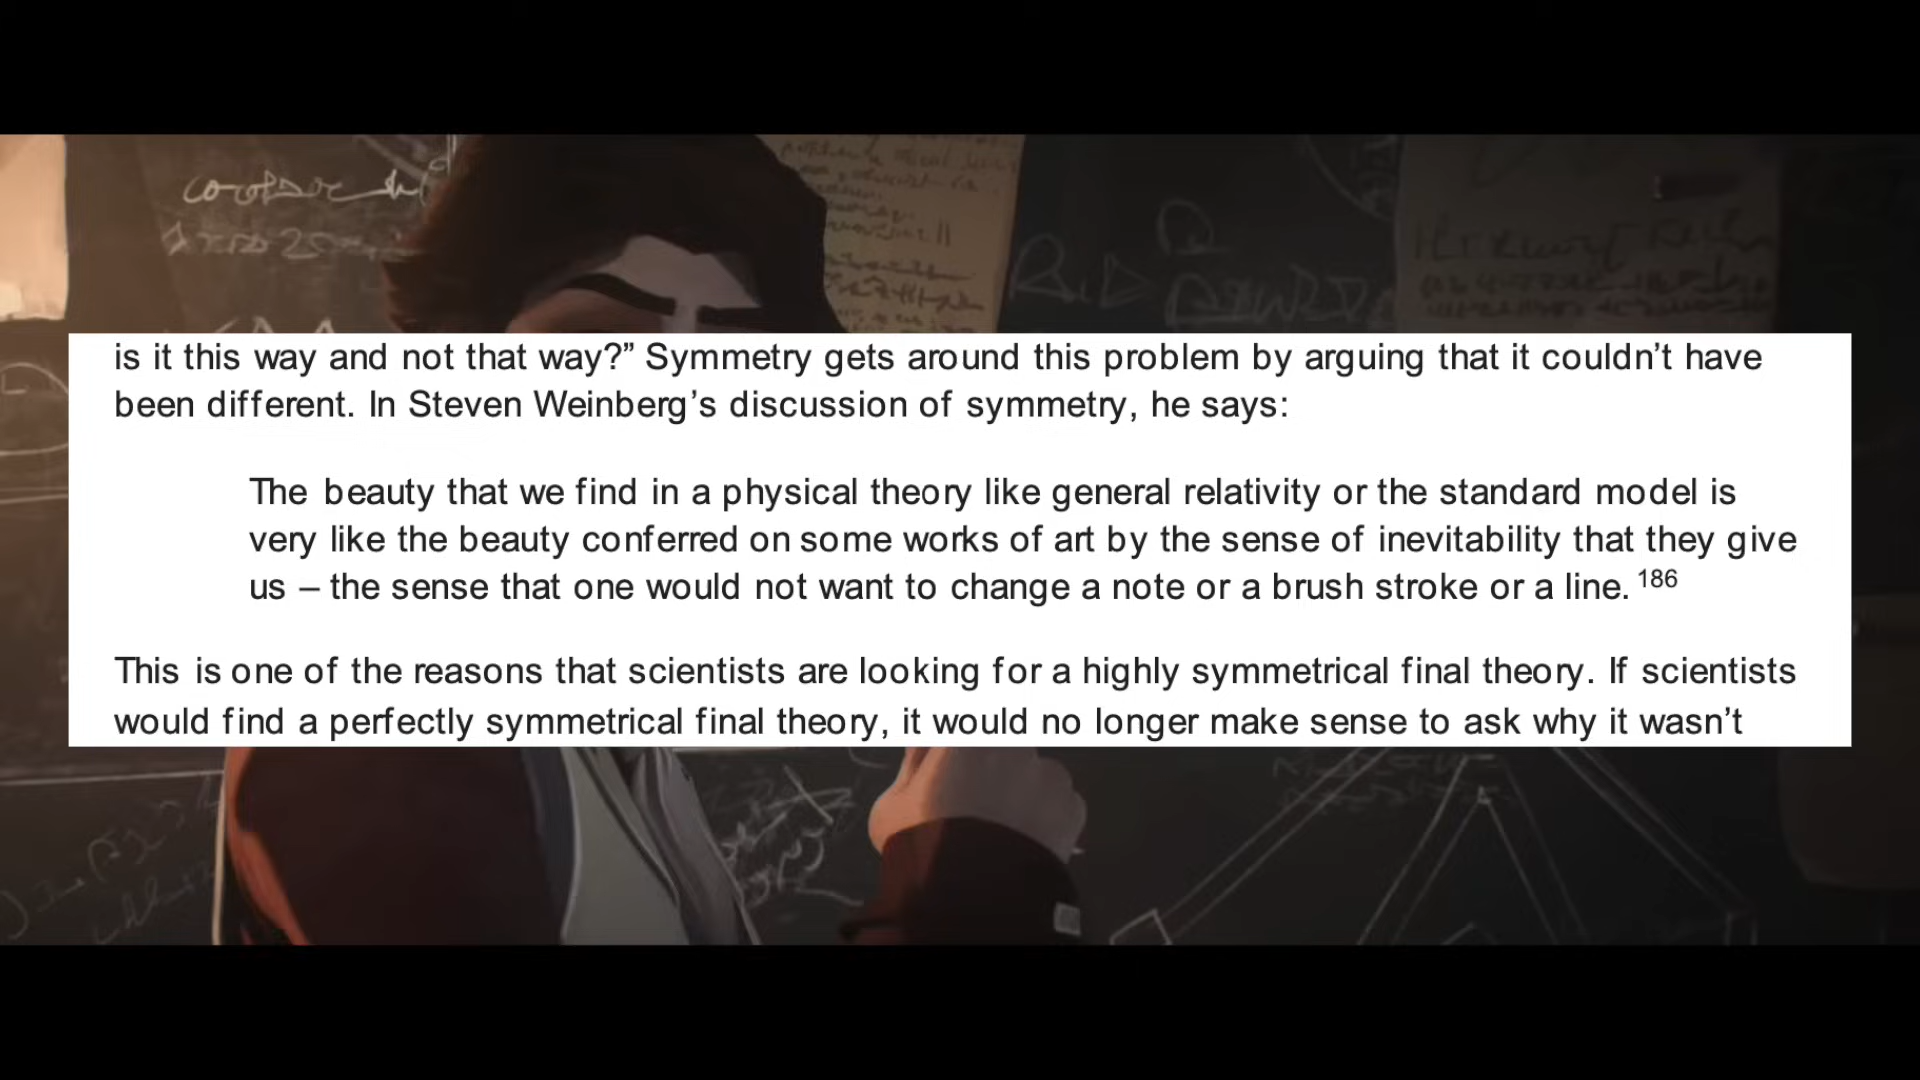 is it this way and not that way?” Symmetry gets around this problem by arguing that it couldn’t have
been different. In Steven Weinberg’s discussion of symmetry, he says:
The beauty that we find in a physical theory like general relativity or the standard model is
very like the beauty conferred on some works of art by the sense of inevitability that they give
us – the sense that one would not want to change a note or a brush stroke or a line. 186
This is one of the reasons that scientists are looking for a highly symmetrical final theory. If scientists
would find a perfectly symmetrical final theory, it would no longer make sense to ask why it wasn’t